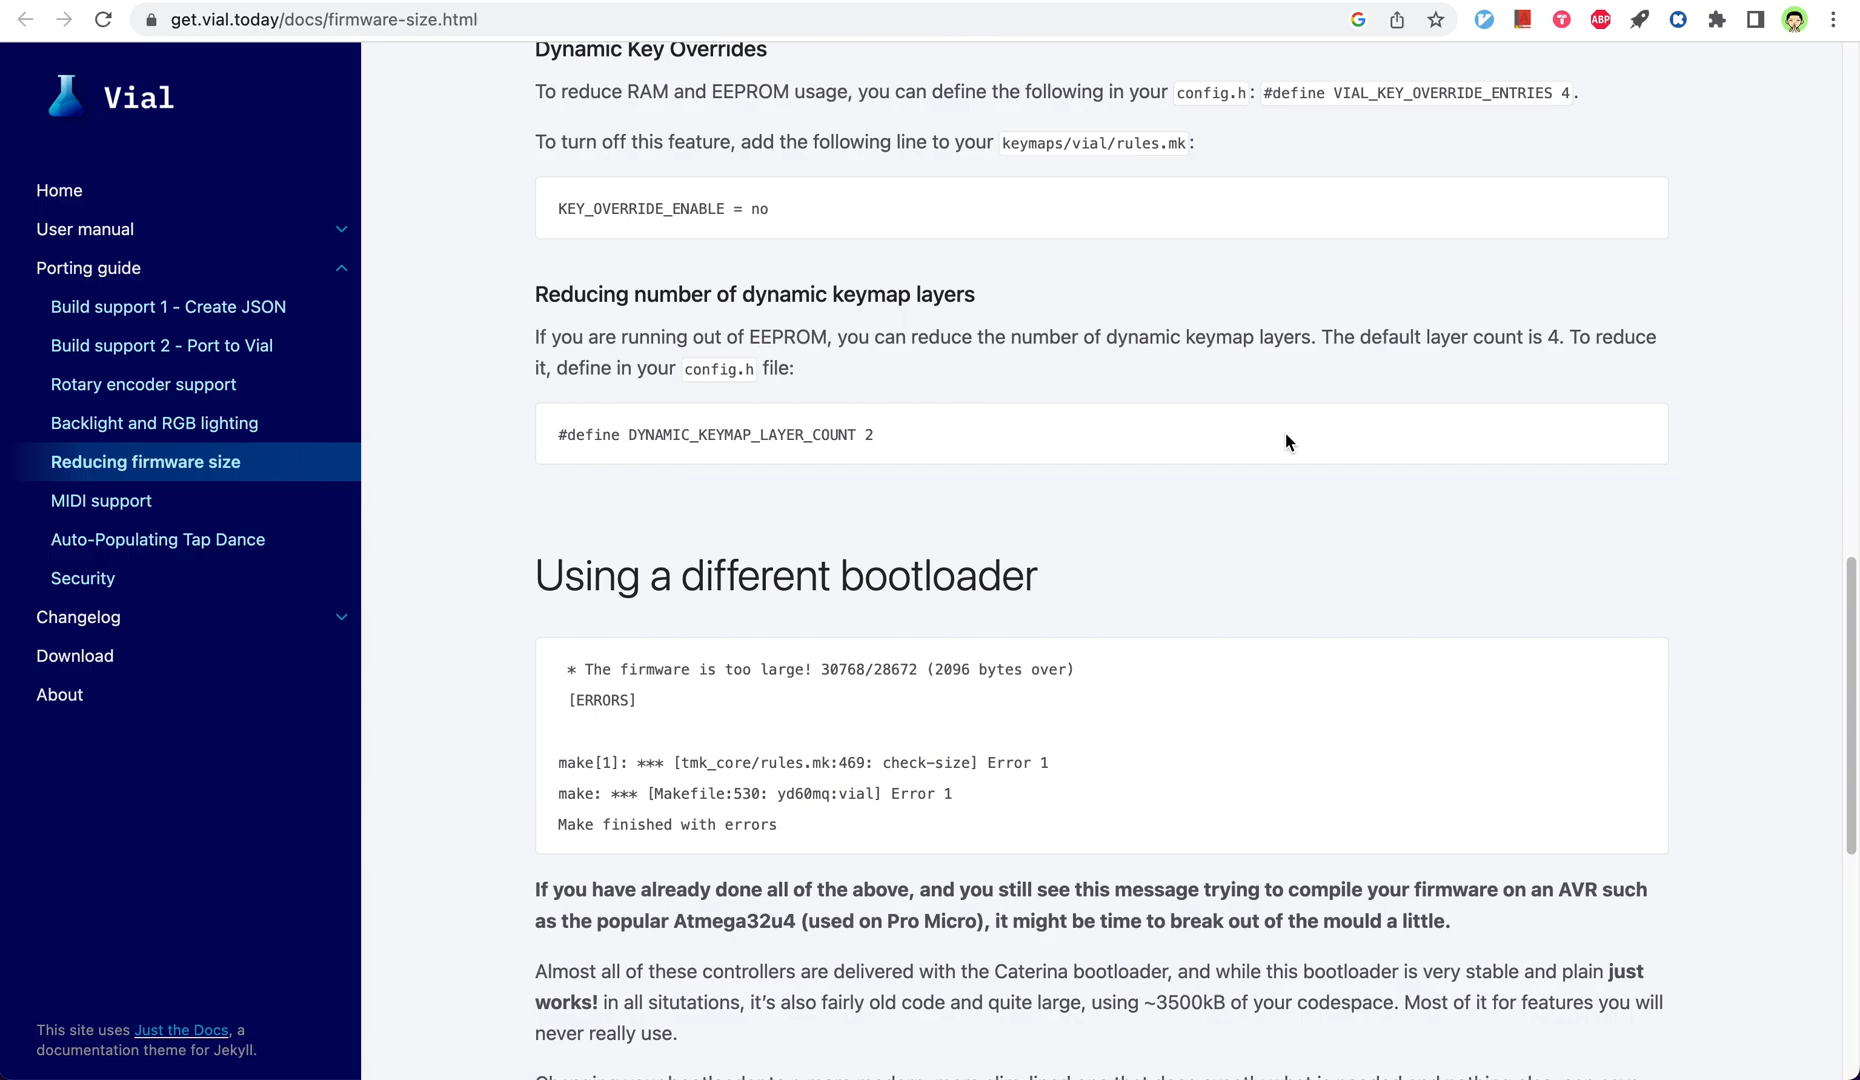 get.vial.today/docs/firmware-size.html
ABP
Vial
Home
User manual
Porting guide
Build support 1 - Create JSON
Build support 2 - Port to Vial
Rotary encoder support
Backlight and RGB lighting
Reducing firmware size
MIDI support
Auto-Populating Tap Dance
Security
Changelog
Download
About
This site uses Just the Docs, a
documentation theme for Jekyll.
Dynamic Key Overrides
To reduce RAM and EEPROM usage, you can define the following in your config.h: #define VIAL_KEY_OVERRIDE_ENTRIES 4.
To turn off this feature, add the following line to your keymaps/vial/rules.mk:
KEY_OVERRIDE_ENABLE = no
Reducing number of dynamic keymap layers
If you are running out of EEPROM, you can reduce the number of dynamic keymap layers. The default layer count is 4. To reduce
it, define in your config.h file:
#define DYNAMIC_KEYMAP_LAYER_COUNT 2
Using a different bootloader
* The firmware is too large! 30768/28672 (2096 bytes over)
[ERRORS]
make[1]: *** [tmk_core/rules.mk:469: check-size] Error 1
make: *** [Makefile:530: yd60mq:vial] Error 1
Make finished with errors
If you have already done all of the above, and you still see this message trying to compile your firmware on an AVR such
as the popular Atmega32u4 (used on Pro Micro), it might be time to break out of the mould a little.
Almost all of these controllers are delivered with the Caterina bootloader, and while this bootloader is very stable and plain just
works! in all situtations, it's also fairly old code and quite large, using ~3500kB of your codespace. Most of it for features you will
never really use.